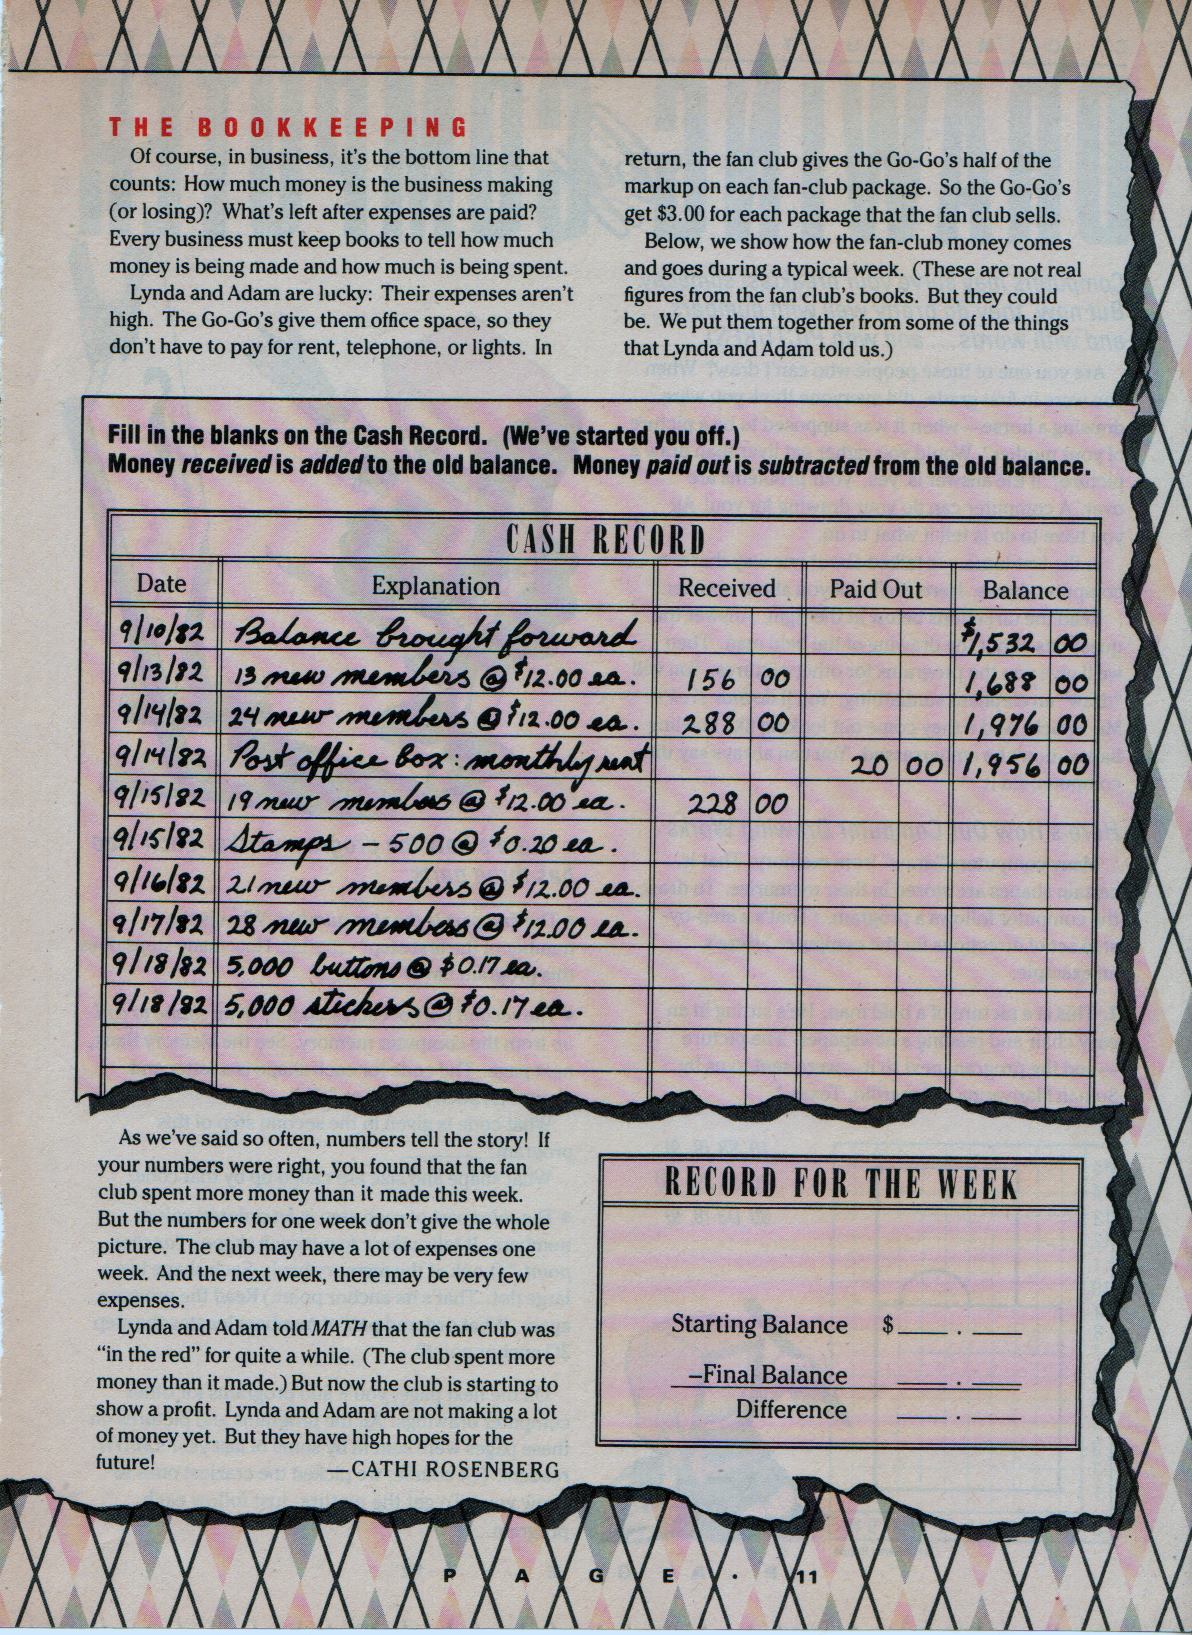 THE BOOKKEEPING
Of course, in business, it's the bottom line that
counts: How much money is the business making
(or losing)? What's left after expenses are paid?
Every business must keep books to tell how much
money is being made and how much is being spent.
Lynda and Adam are lucky: Their expenses aren't
high. The Go-Go's give them office space, so they
don't have to pay for rent, telephone, or lights. In
return, the fan club gives the Go-Go's half of the
markup on each fan-club package. So the Go-Go's
get $3.00 for each package that the fan club sells.
Below, we show how the fan-club money comes
and goes during a typical week. (These are not real
figures from the fan club's books. But they could
be. We put them together from some of the things
that Lynda and Adam told us.)
Fill in the blanks on the Cash Record. (We've started you off.)
Money received is added to the old balance. Money paid out is subtracted from the old balance.
CASH RECORD
Date Explanation Received Paid Out Balance
9/10/82 Balance brought forward $1,532 00
9/13/82 13 new members @ $12.00 ea. 156 00 1,688 00
9/14/82 24 new members @ $12.00 ea. 288 00 1,976 00
9/14/82 Post office box: monthly rent 20 00 1,956 00
9/15/82 19 new members @ $12.00 ea. 228 00
9/15/82 Stamps – 500 @ $0.20 ea.
9/16/82 21 new members @ $12.00 ea.
9/17/82 28 new members @ $12.00 ea.
9/18/82 5,000 buttons @ $0.17 ea.
9/18/82 5,000 stickers @ $0.17 ea.
As we've said so often, numbers tell the story! If
your numbers were right, you found that the fan
club spent more money than it made this week.
But the numbers for one week don't give the whole
picture. The club may have a lot of expenses one
week. And the next week, there may be very few
expenses.
Lynda and Adam told MATH that the fan club was
"in the red" for quite a while. (The club spent more
money than it made.) But now the club is starting to
show a profit. Lynda and Adam are not making a lot
of money yet. But they have high hopes for the
future!
—CATHI ROSENBERG
RECORD FOR THE WEEK
Starting Balance $____ . ____
–Final Balance ____ . ____
Difference ____ . ____
PAGE · 11